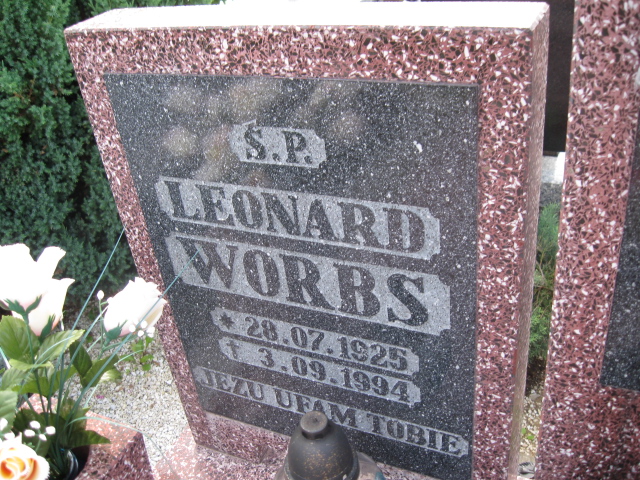 Ś.P.
LEONARD
WORBS
* 28.07.1925
† 3.09.1994
JEZU UFAM TOBIE